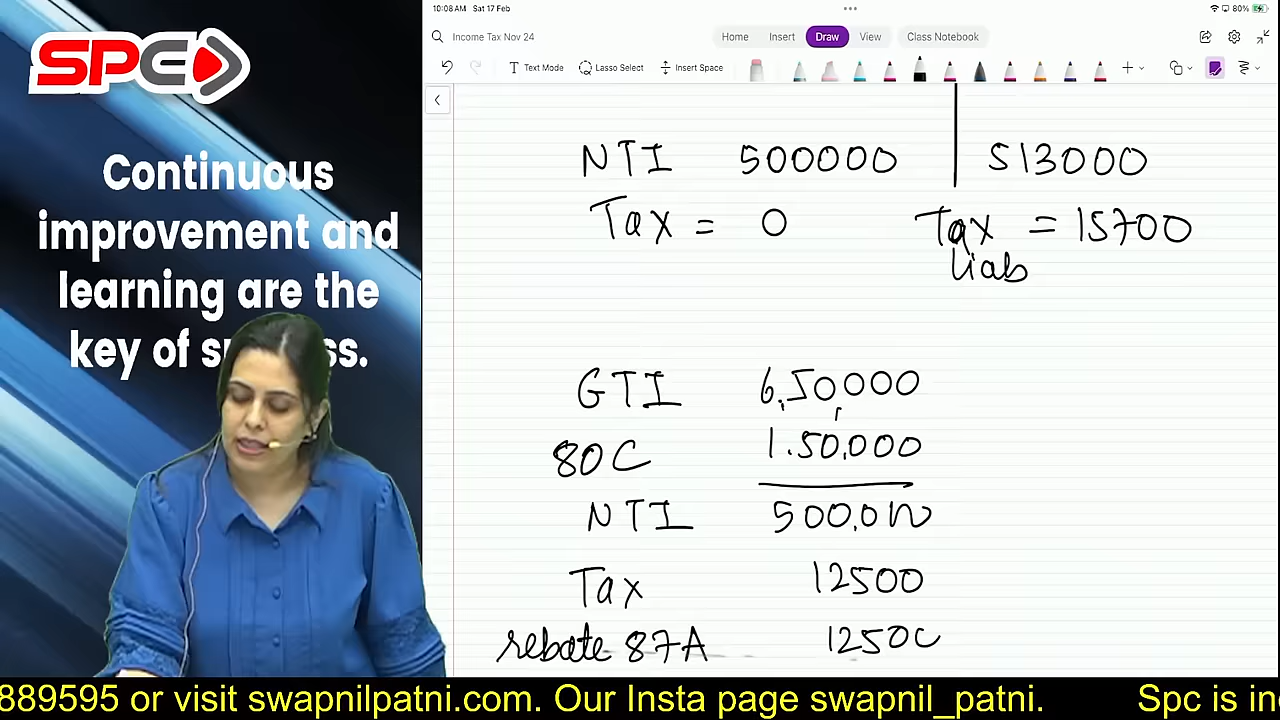 10:08 AM Sat 17 Feb
80%
Income Tax Nov 24
Home Insert Draw View Class Notebook
Text Mode Lasso Select Insert Space
SPC
Continuous
improvement and
learning are the
key of
ss.
NTI 500000 513000
Tax = 0 Tax = 15700
liab
GTI 6,50,000
80C 1.50,000
NTI 500,000
Tax 12500
rebate 87A 12500
889595 or visit swapnilpatni.com. Our Insta page swapnil_patni. Spc is in